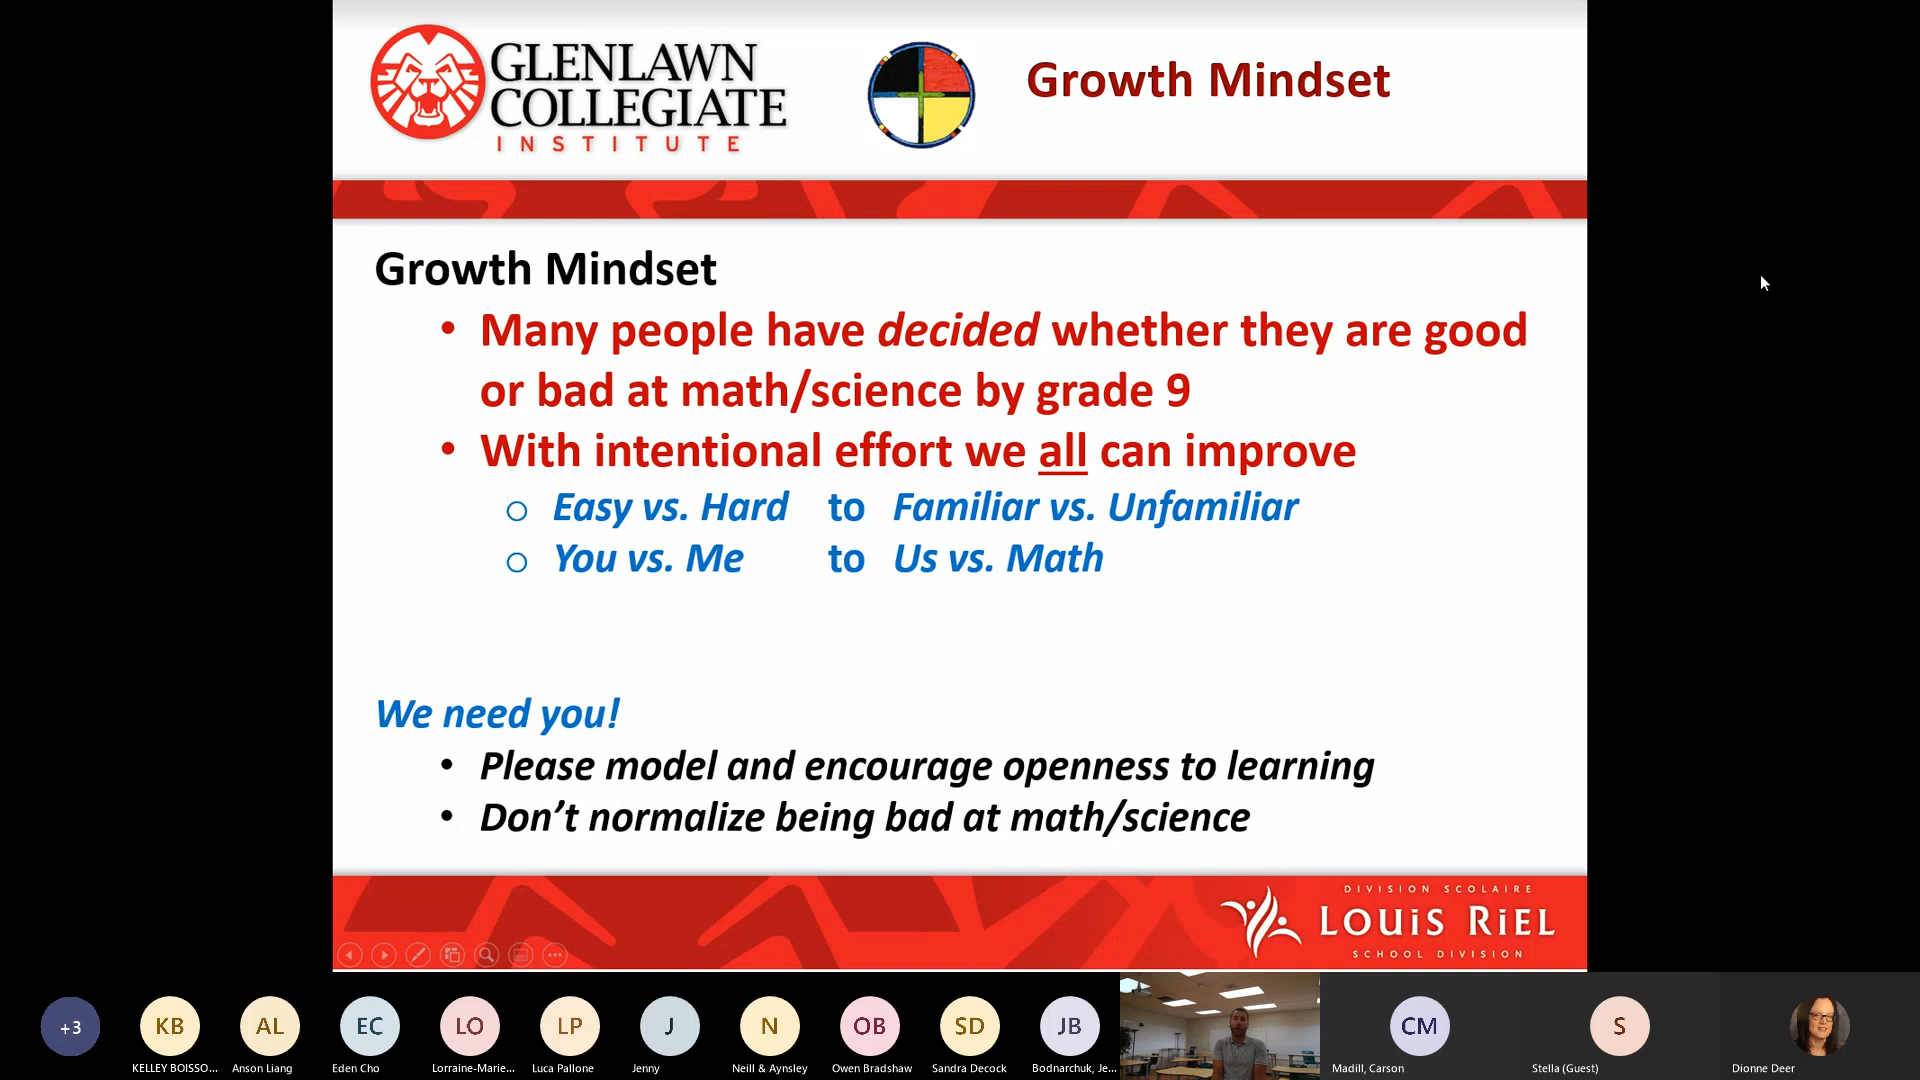 GLENLAWN
COLLEGIATE
INSTITUTE
Growth Mindset
Growth Mindset
• Many people have decided whether they are good
or bad at math/science by grade 9
• With intentional effort we all can improve
o Easy vs. Hard to Familiar vs. Unfamiliar
o You vs. Me to Us vs. Math
We need you!
• Please model and encourage openness to learning
• Don’t normalize being bad at math/science
DIVISION SCOLAIRE
LOUiS RiEL
SCHOOL DIVISION
+3 KB AL EC LO LP J N OB SD JB CM S
KELLEY BOISSO... Anson Liang Eden Cho Lorraine-Marie... Luca Pallone Jenny Neill & Aynsley Owen Bradshaw Sandra Decock Bodnarchuk, Je... Madill, Carson Stella (Guest) Dionne Deer